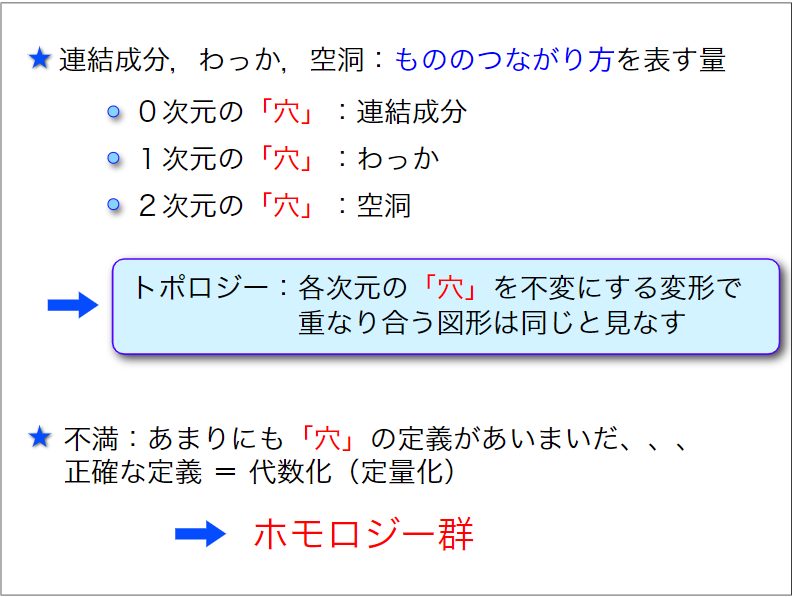 ★ 連結成分，わっか，空洞：もののつながり方を表す量
０次元の「穴」：連結成分
１次元の「穴」：わっか
２次元の「穴」：空洞
トポロジー：各次元の「穴」を不変にする変形で
重なり合う図形は同じと見なす
★ 不満：あまりにも「穴」の定義があいまいだ、、、
正確な定義 ＝ 代数化（定量化）
ホモロジー群